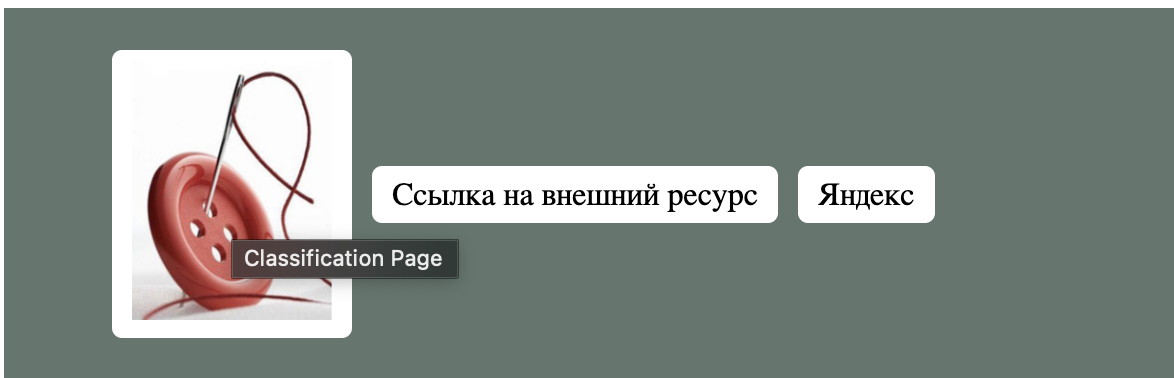 Ссылка на внешний ресурс
Яндекс
Classification Page